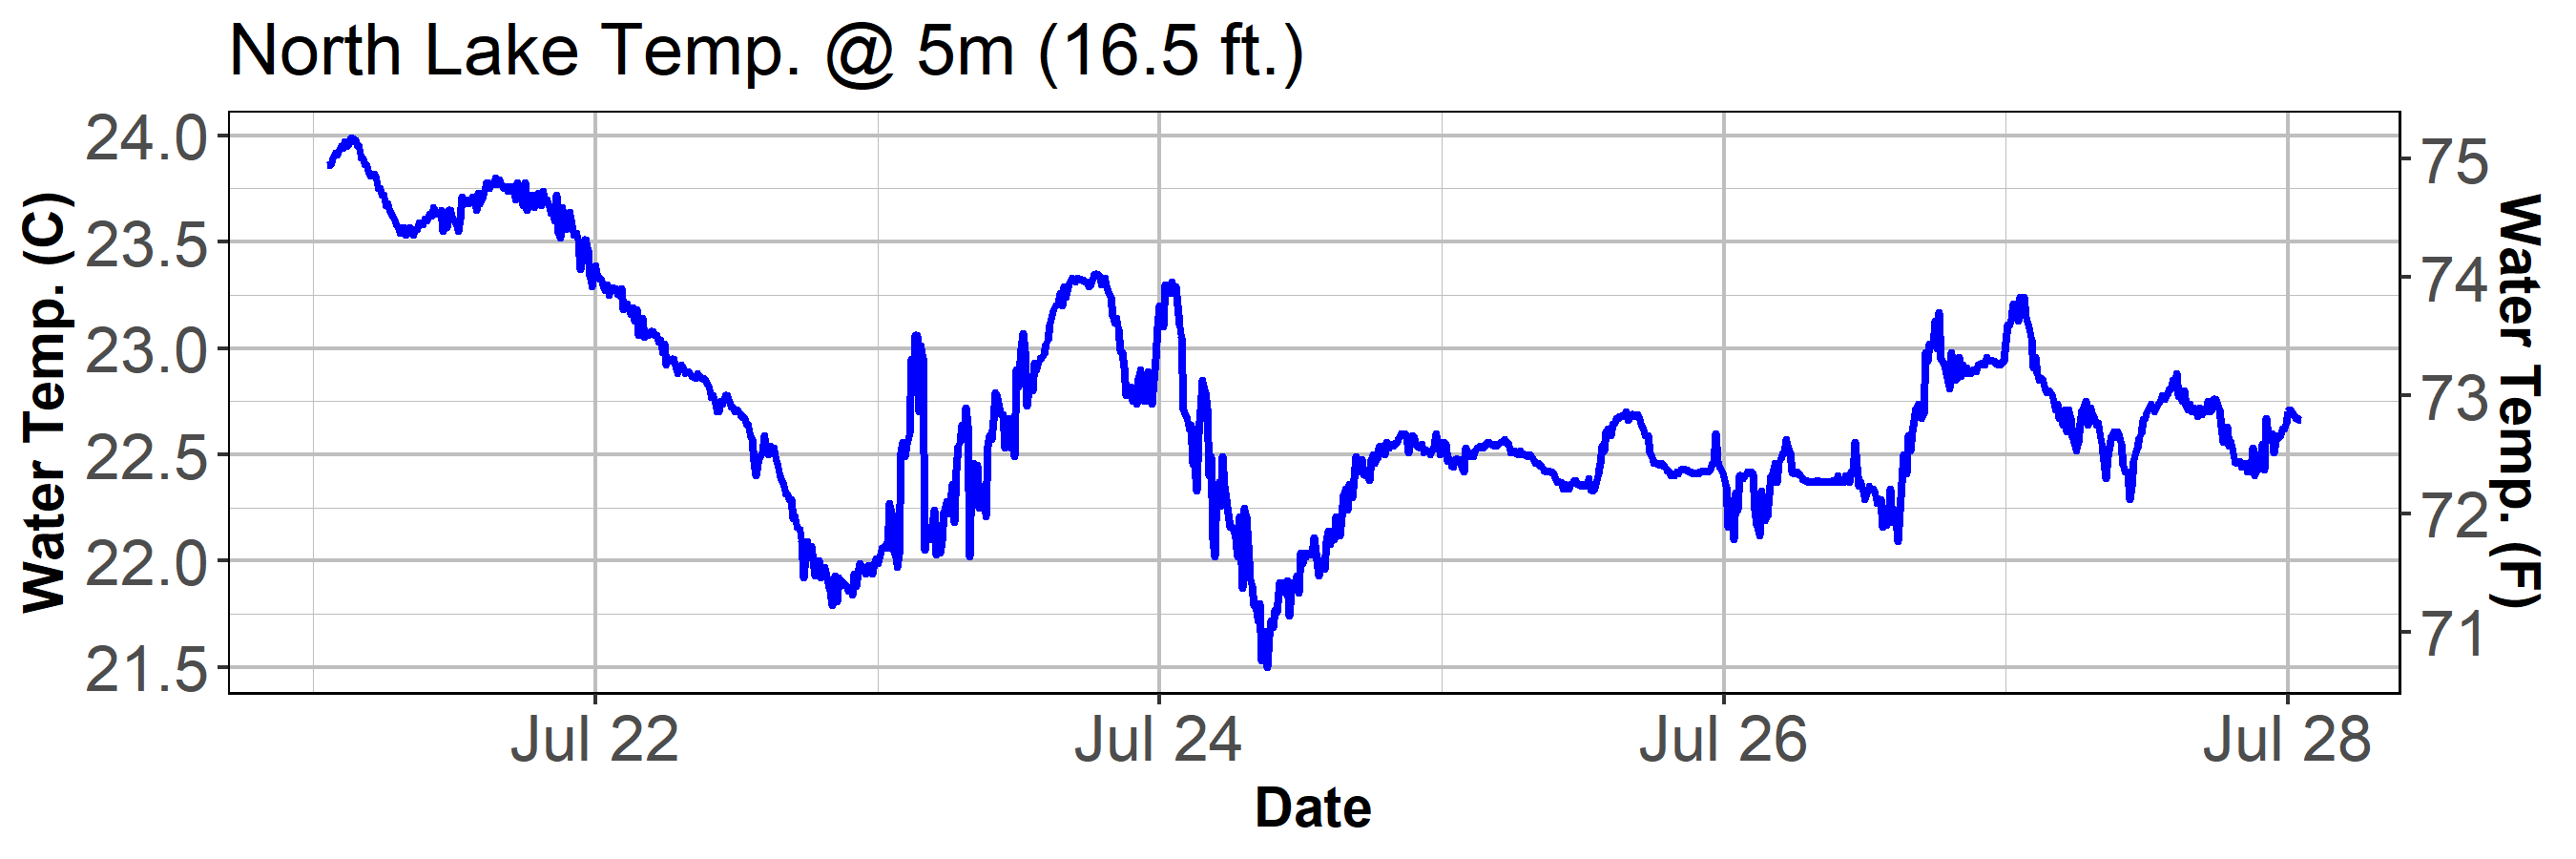 North Lake Temp. @ 5m (16.5 ft.)
Water Temp. (C)
24.0
23.5
23.0
22.5
22.0
21.5
75
74
73
72
71
Water Temp. (F)
Jul 22 Jul 24 Jul 26 Jul 28
Date